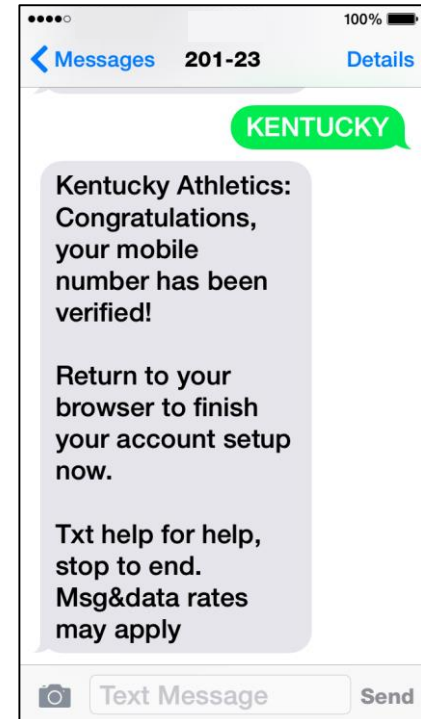 100%
Messages 201-23 Details
KENTUCKY
Kentucky Athletics:
Congratulations,
your mobile
number has been
verified!
Return to your
browser to finish
your account setup
now.
Txt help for help,
stop to end.
Msg&data rates
may apply
Text Message Send